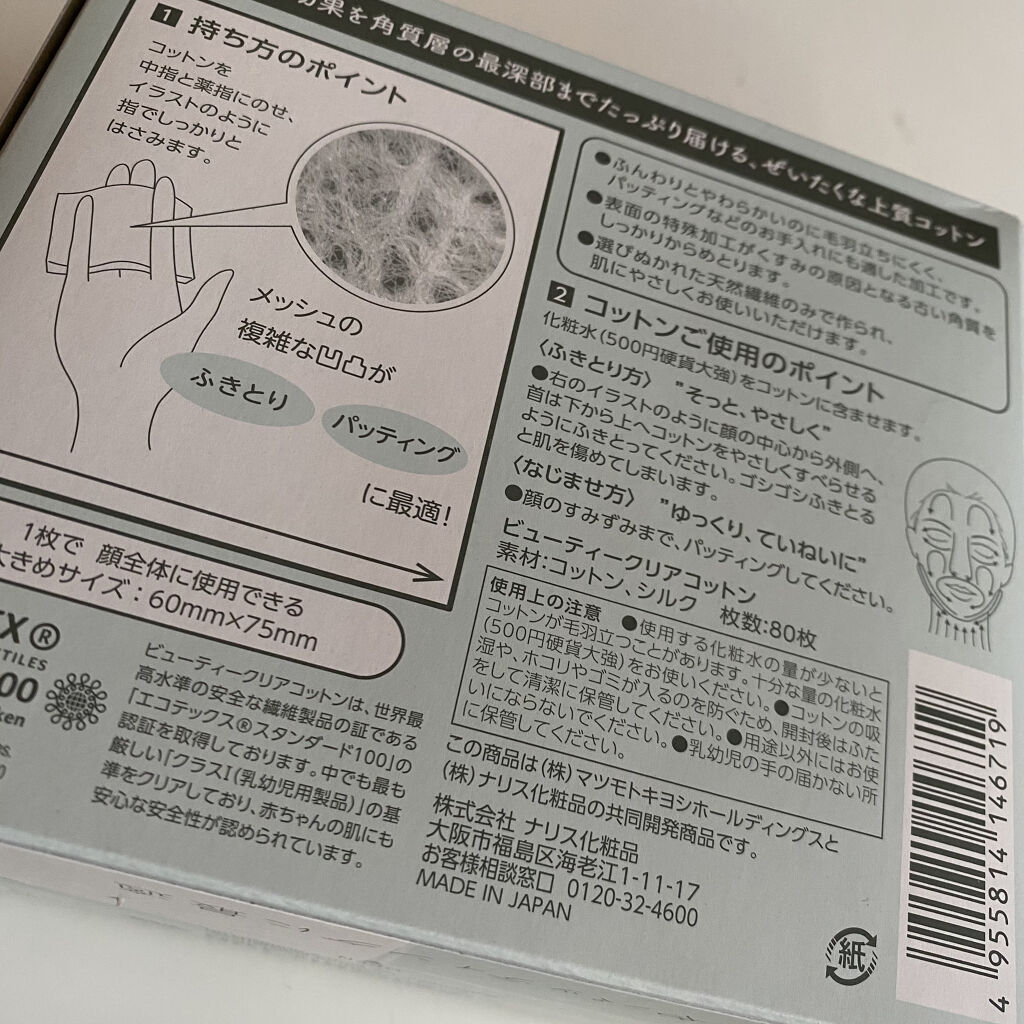 果を角質層の最深部までたっぷり届ける、ぜいたくな上質コットン
1 持ち方のポイント
コットンを
中指と薬指にのせ、
イラストのように
指でしっかりと
はさみます。
メッシュの
複雑な凹凸が
ふきとり
パッティング
に最適!
1枚で 顔全体に使用できる
大きめサイズ:60mm×75mm
●ふんわりとやわらかいのに毛羽立ちにくく、
パッティングなどのお手入れにも適した加工です。
●表面の特殊加工がくすみの原因となる古い角質を
しっかりからめとります。
●選びぬかれた天然繊維のみで作られ、
肌にやさしくお使いいただけます。
2 コットンご使用のポイント
化粧水(500円硬貨大強)をコットンに含ませます。
〈ふきとり方〉 "そっと、やさしく"
●右のイラストのように顔の中心から外側へ、
首は下から上へコットンをやさしくすべらせる
ようにふきとってください。ゴシゴシふきとる
と肌を傷めてしまいます。
〈なじませ方〉 "ゆっくり、ていねいに"
●顔のすみずみまで、パッティングしてください。
ビューティークリアコットン
素材:コットン、シルク 枚数:80枚
使用上の注意 ●使用する化粧水の量が少ないと
コットンが毛羽立つことがあります。十分な量の化粧水
(500円硬貨大強)をお使いください。●コットンの吸
湿や、ホコリやゴミが入るのを防ぐため、開封後はふた
をして清潔に保管してください。●用途以外にはお使
いにならないでください。●乳幼児の手の届かない所
に保管してください。
この商品は(株)マツモトキヨシホールディングスと
(株)ナリス化粧品の共同開発商品です。
株式会社 ナリス化粧品
大阪市福島区海老江1-11-17
お客様相談窓口 0120-32-4600
MADE IN JAPAN
EX®
TILES
00
ken
ビューティークリアコットンは、世界最
高水準の安全な繊維製品の証である
「エコテックス®スタンダード100」の
認証を取得しております。中でも最も
厳しい「クラスI(乳幼児用製品)」の基
準をクリアしており、赤ちゃんの肌にも
安心な安全性が認められています。
紙
4 955814 146719